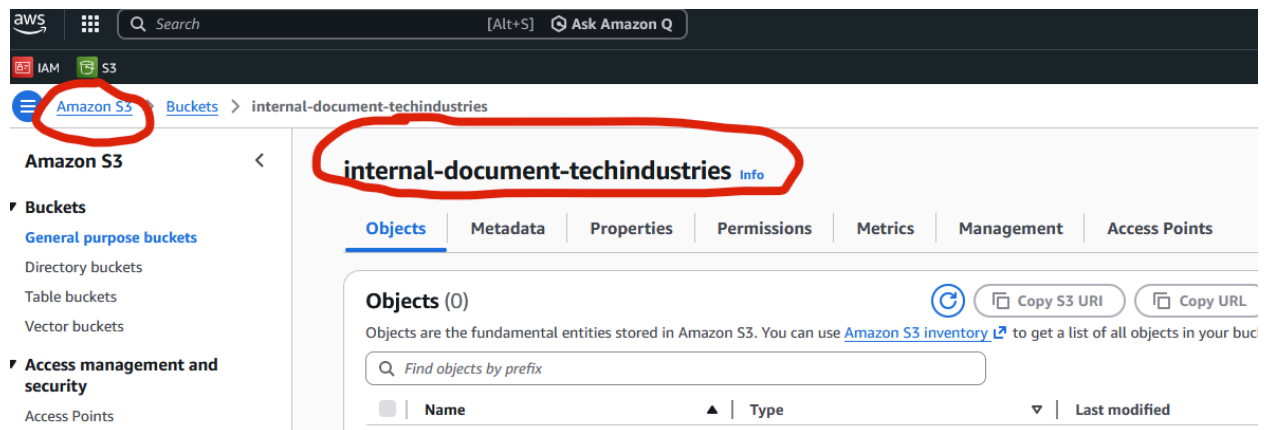 aws
Search [Alt+S] Ask Amazon Q
IAM S3
Amazon S3 > Buckets > internal-document-techindustries
Amazon S3
internal-document-techindustries Info
Buckets
General purpose buckets
Directory buckets
Table buckets
Vector buckets
Access management and
security
Access Points
Objects Metadata Properties Permissions Metrics Management Access Points
Objects (0)
Copy S3 URI Copy URL
Objects are the fundamental entities stored in Amazon S3. You can use Amazon S3 inventory to get a list of all objects in your
Find objects by prefix
Name Type Last modified